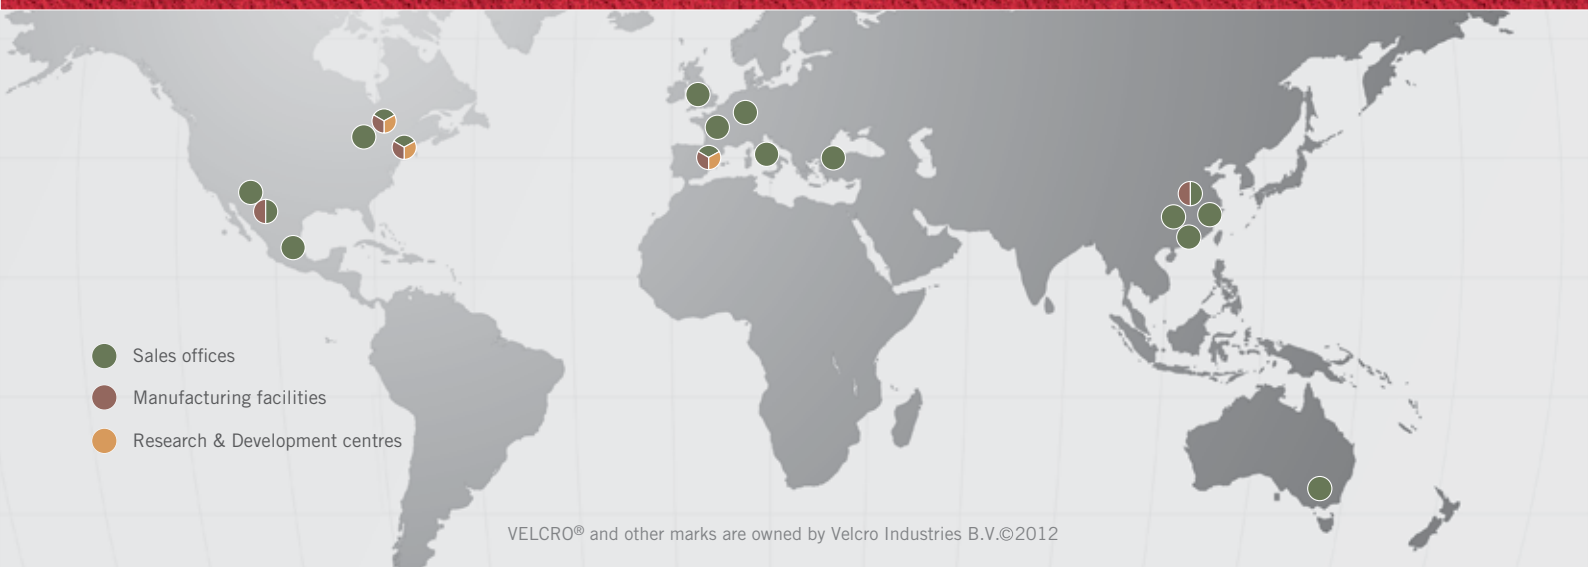 Sales offices
Manufacturing facilities
Research & Development centres
VELCRO® and other marks are owned by Velcro Industries B.V.©2012